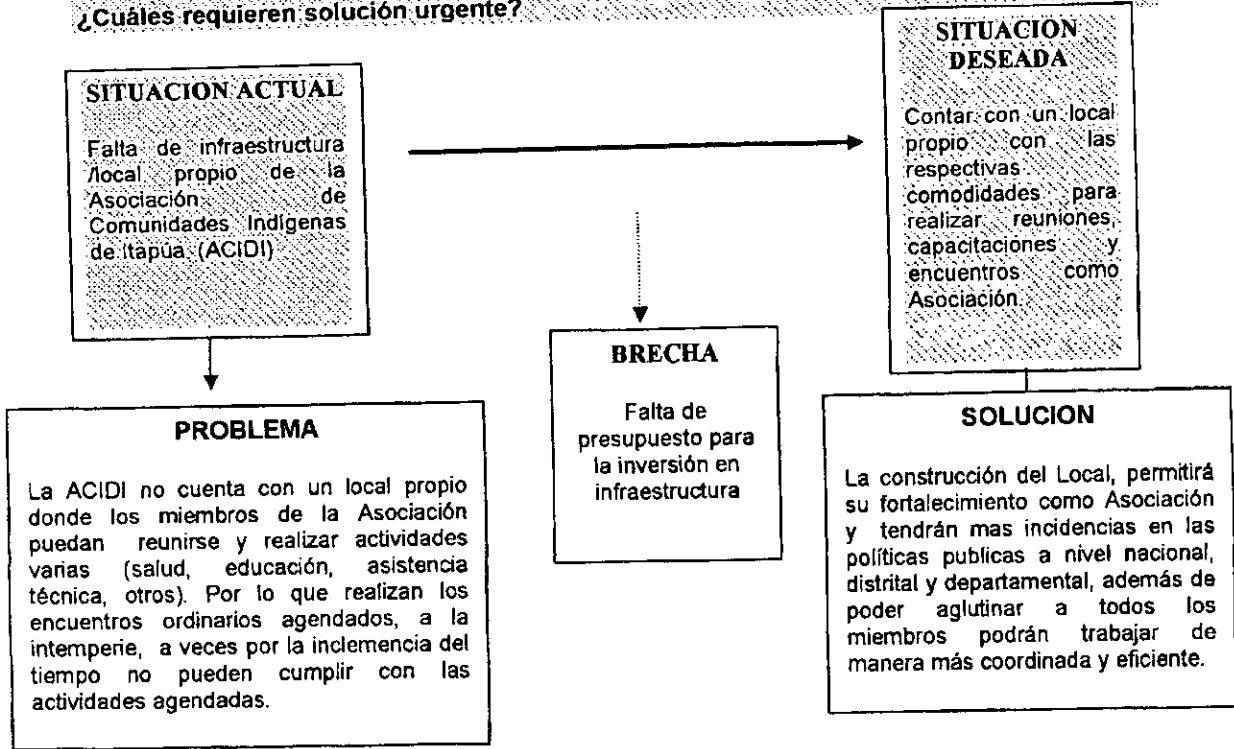 ¿Cuáles requieren solución urgente?
SITUACION ACTUAL
Falta de infraestructura
/local propio de la
Asociación de
Comunidades Indígenas
de Itapúa (ACIDI)
SITUACION
DESEADA
Contar con un local
propio con las
respectivas
comodidades para
realizar reuniones,
capacitaciones y
encuentros como
Asociación
BRECHA
Falta de
presupuesto para
la inversión en
infraestructura
PROBLEMA
La ACIDI no cuenta con un local propio
donde los miembros de la Asociación
puedan reunirse y realizar actividades
varias (salud, educación, asistencia
técnica, otros). Por lo que realizan los
encuentros ordinarios agendados, a la
intemperie, a veces por la inclemencia del
tiempo no pueden cumplir con las
actividades agendadas.
SOLUCION
La construcción del Local, permitirá
su fortalecimiento como Asociación
y tendrán mas incidencias en las
políticas publicas a nivel nacional,
distrital y departamental, además de
poder aglutinar a todos los
miembros podrán trabajar de
manera más coordinada y eficiente.